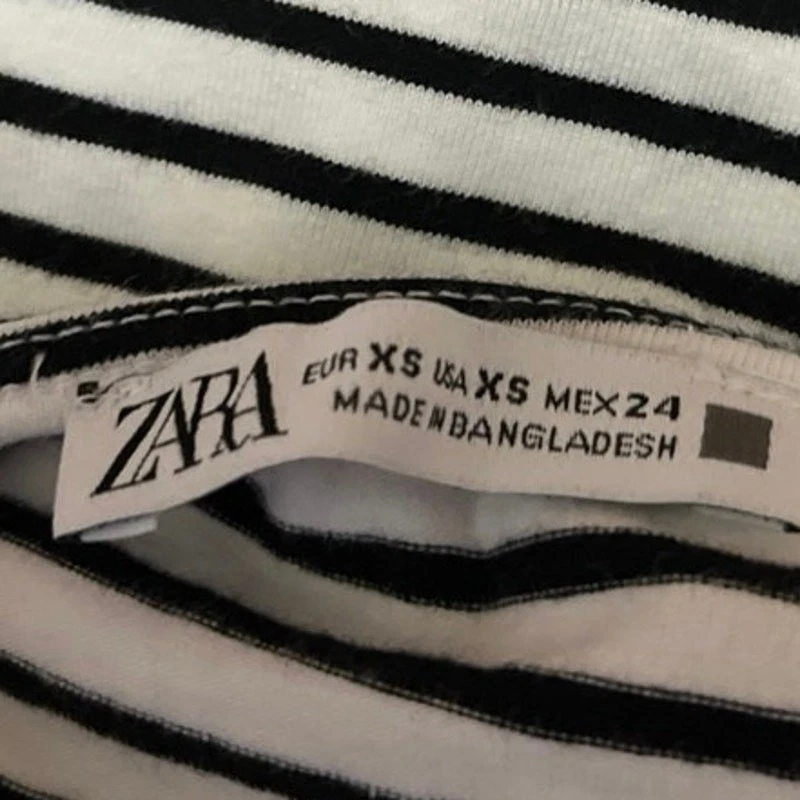 ZARA
EUR XS USA XS MEX 24
MADE IN BANGLADESH